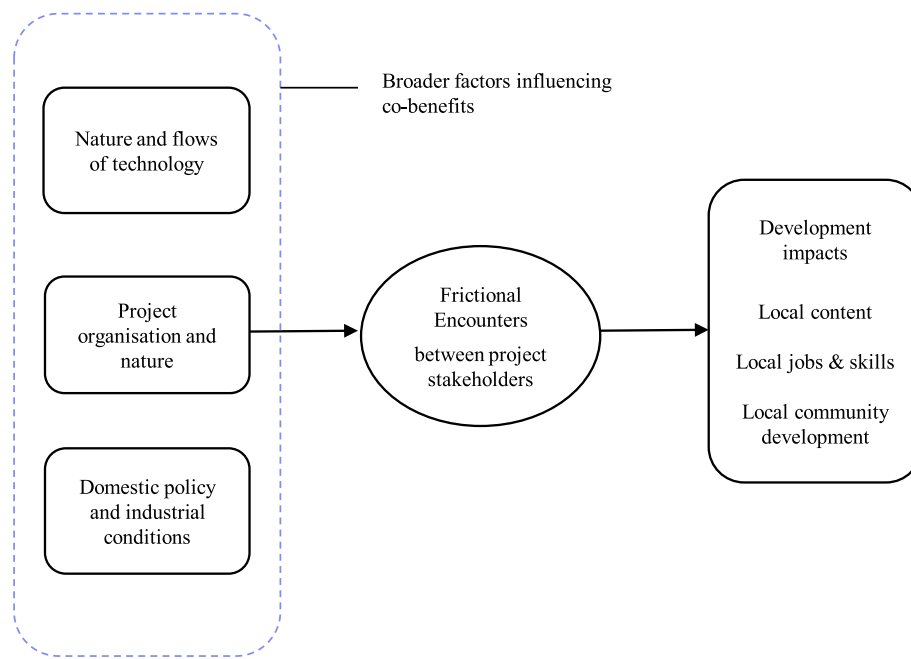 Broader factors influencing
co-benefits
Nature and flows
of technology
Project
organisation and
nature
Domestic policy
and industrial
conditions
Frictional
Encounters
between project
stakeholders
Development
impacts
Local content
Local jobs & skills
Local community
development